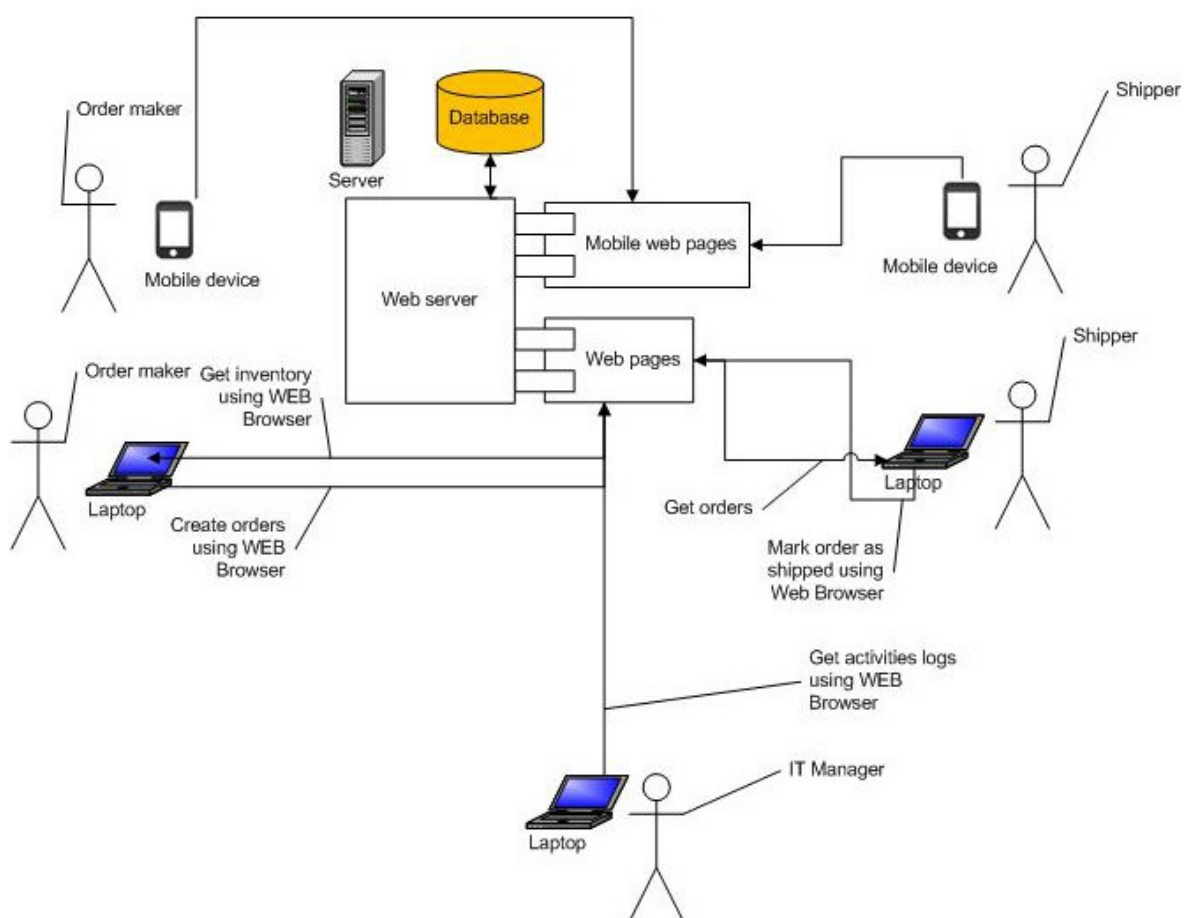 Order maker
Shipper
Database
Server
Mobile web pages
Mobile device
Mobile device
Web server
Shipper
Web pages
Order maker
Get inventory
using WEB
Browser
Laptop
Laptop
Get orders
Create orders
using WEB
Browser
Mark order as
shipped using
Web Browser
Get activities logs
using WEB
Browser
IT Manager
Laptop